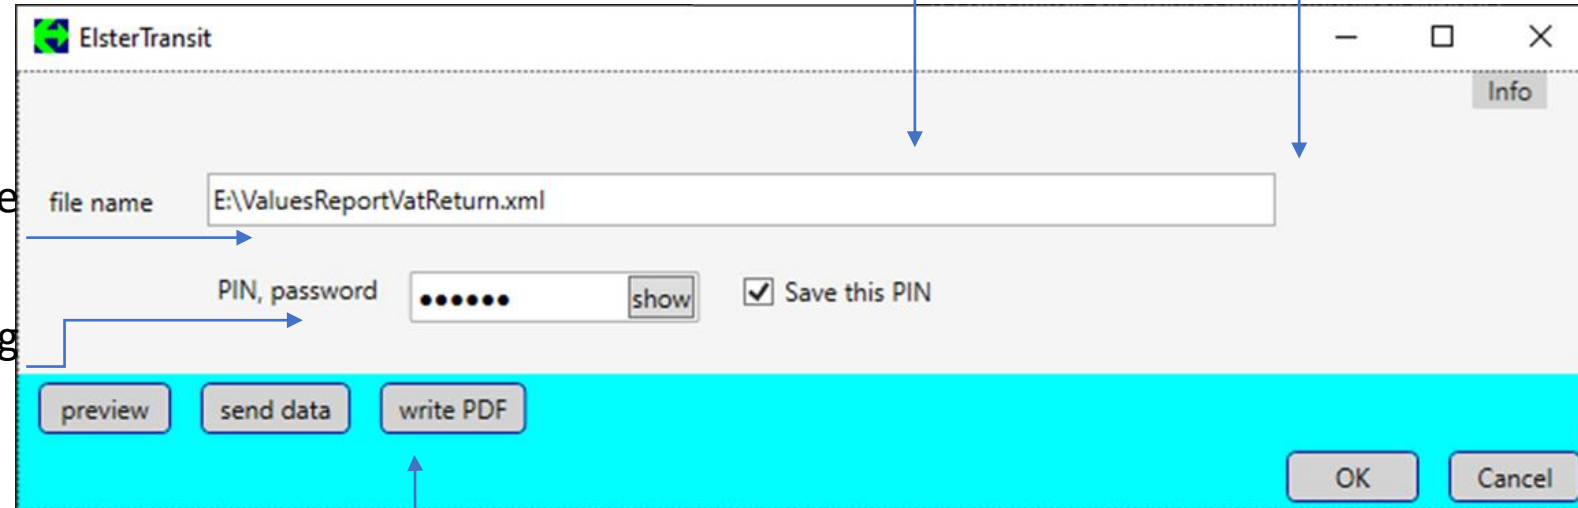 ElsterTransit
Info
file name E:\ValuesReportVatReturn.xml
PIN, password show Save this PIN
preview send data write PDF
OK Cancel